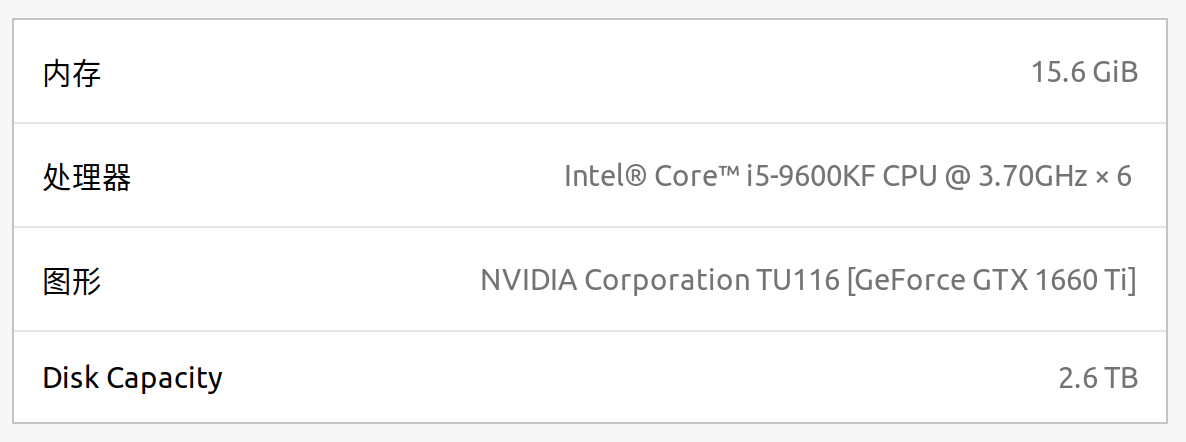 内存 15.6 GiB
处理器 Intel® Core™ i5-9600KF CPU @ 3.70GHz × 6
图形 NVIDIA Corporation TU116 [GeForce GTX 1660 Ti]
Disk Capacity 2.6 TB